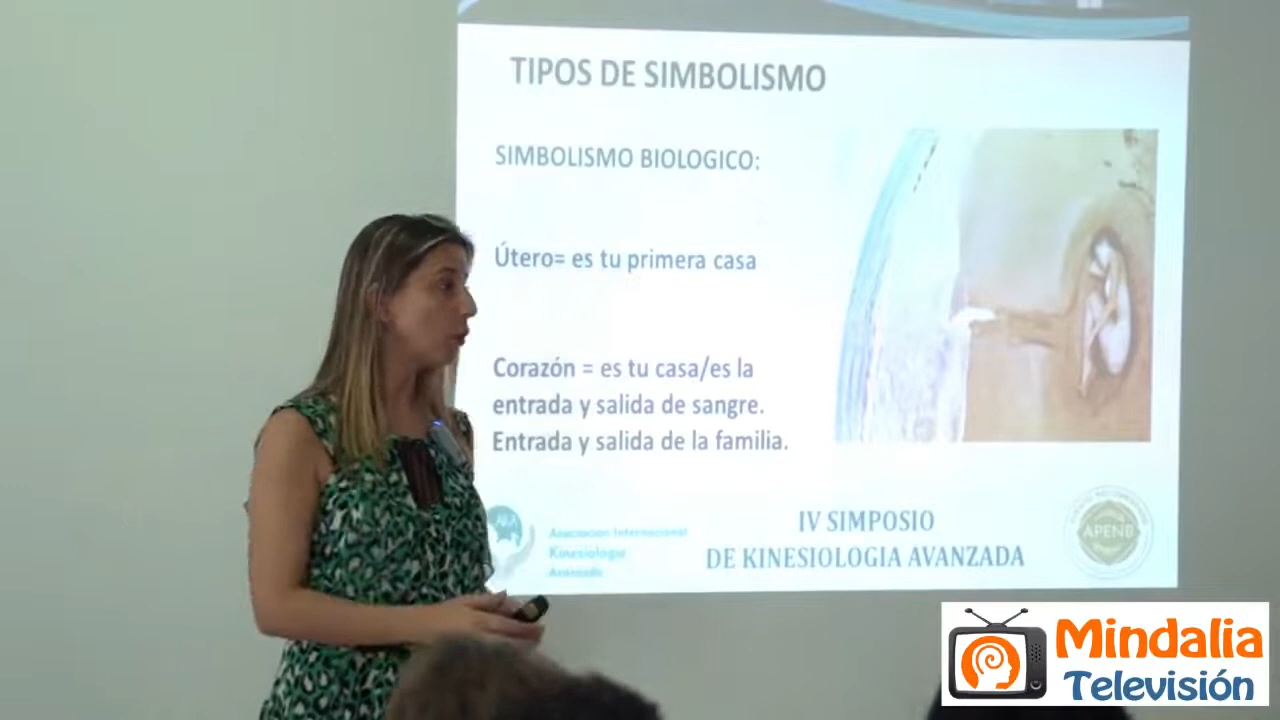 TIPOS DE SIMBOLISMO
SIMBOLISMO BIOLOGICO:
Útero= es tu primera casa
Corazón = es tu casa/es la
entrada y salida de sangre.
Entrada y salida de la familia.
Asociacion Internacional
Kinesiologia
Avanzada
IV SIMPOSIO
DE KINESIOLOGIA AVANZADA
APENB
Mindalia
Televisión